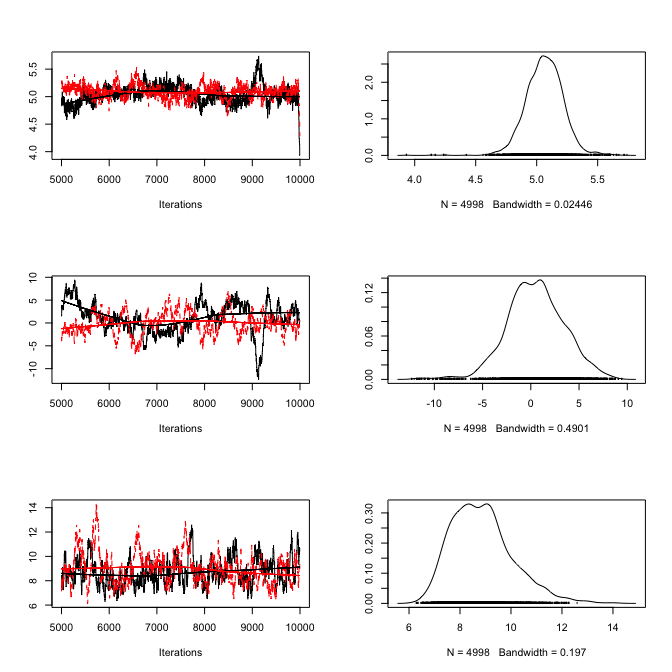 4.0 4.5 5.0 5.5
5000 6000 7000 8000 9000 10000
Iterations
0.0 1.0 2.0
4.0 4.5 5.0 5.5
N = 4998 Bandwidth = 0.02446
-10 -5 0 5 10
5000 6000 7000 8000 9000 10000
Iterations
0.00 0.06 0.12
-10 -5 0 5 10
N = 4998 Bandwidth = 0.4901
6 8 10 12 14
5000 6000 7000 8000 9000 10000
Iterations
0.00 0.10 0.20 0.30
6 8 10 12 14
N = 4998 Bandwidth = 0.197